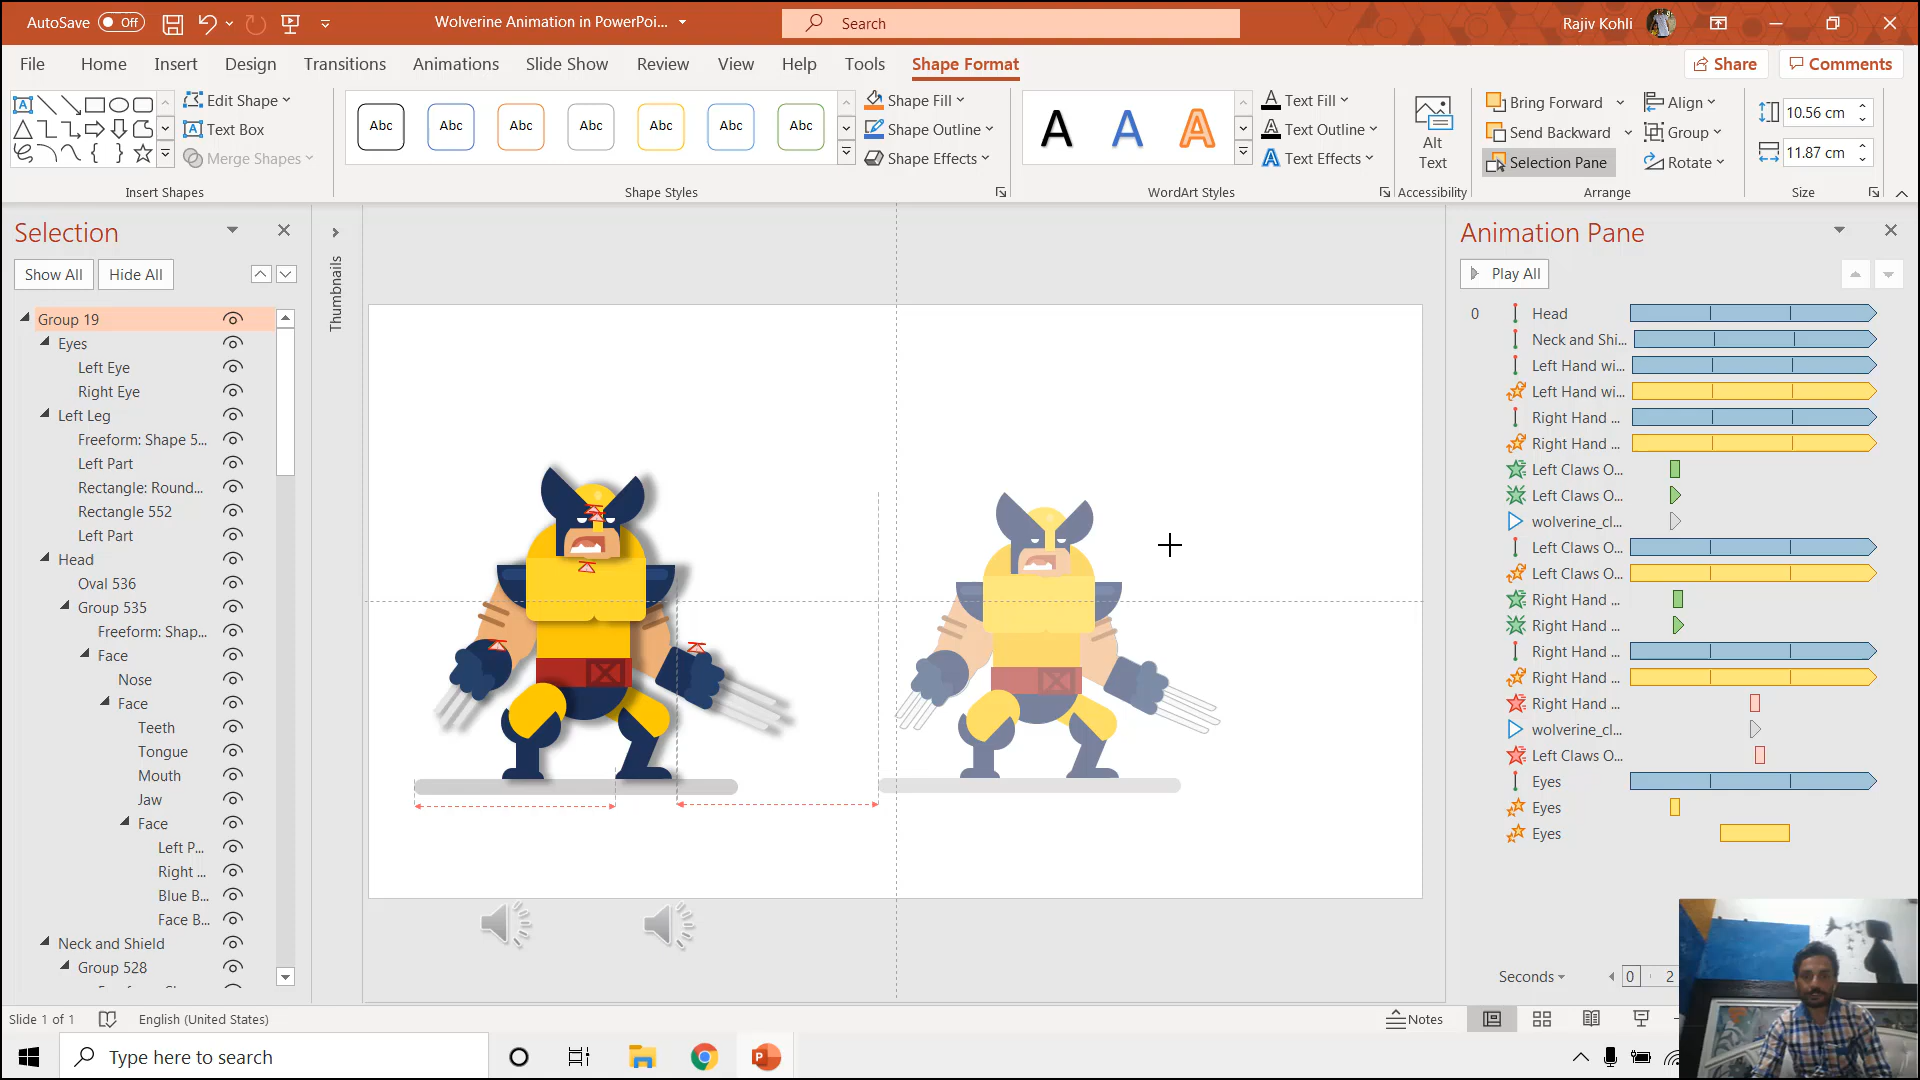 AutoSave Off Wolverine Animation in PowerPoi... Search Rajiv Kohli
File Home Insert Design Transitions Animations Slide Show Review View Help Tools Shape Format Share Comments
Edit Shape
Text Box
Merge Shapes
Insert Shapes
Abc Abc Abc Abc Abc Abc Abc
Shape Fill
Shape Outline
Shape Effects
Shape Styles
A A A
Text Fill
Text Outline
Text Effects
WordArt Styles
Alt
Text
Accessibility
Bring Forward
Send Backward
Selection Pane
Align
Group
Rotate
Arrange
10.56 cm
11.87 cm
Size
Selection
Show All Hide All
Group 19
Eyes
Left Eye
Right Eye
Left Leg
Freeform: Shape 5...
Left Part
Rectangle: Round...
Rectangle 552
Left Part
Head
Oval 536
Group 535
Freeform: Shap...
Face
Nose
Face
Teeth
Tongue
Mouth
Jaw
Face
Left P...
Right ...
Blue B...
Face B...
Neck and Shield
Group 528
Thumbnails
Animation Pane
Play All
0 Head
Neck and Shi...
Left Hand wi...
Left Hand wi...
Right Hand ...
Right Hand ...
Left Claws O...
Left Claws O...
wolverine_cl...
Left Claws O...
Left Claws O...
Right Hand ...
Right Hand ...
Right Hand ...
Right Hand ...
Right Hand ...
wolverine_cl...
Left Claws O...
Eyes
Eyes
Eyes
Seconds 0 2
Slide 1 of 1 English (United States) Notes
Type here to search